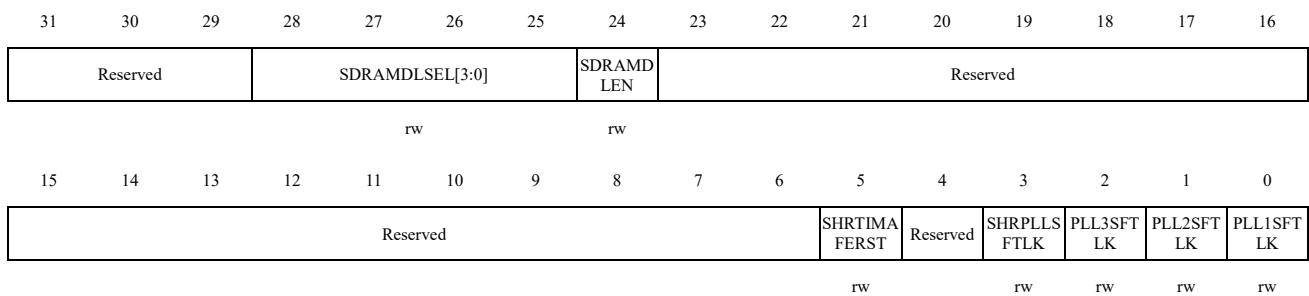 31 30 29 28 27 26 25 24 23 22 21 20 19 18 17 16
Reserved SDRAMDLSEL[3:0] SDRAMD Reserved
LEN
rw rw
15 14 13 12 11 10 9 8 7 6 5 4 3 2 1 0
Reserved SHRTIMA Reserved SHRPLLS PLL3SFT PLL2SFT PLL1SFT
FERST FTLK LK LK LK
rw rw rw rw rw